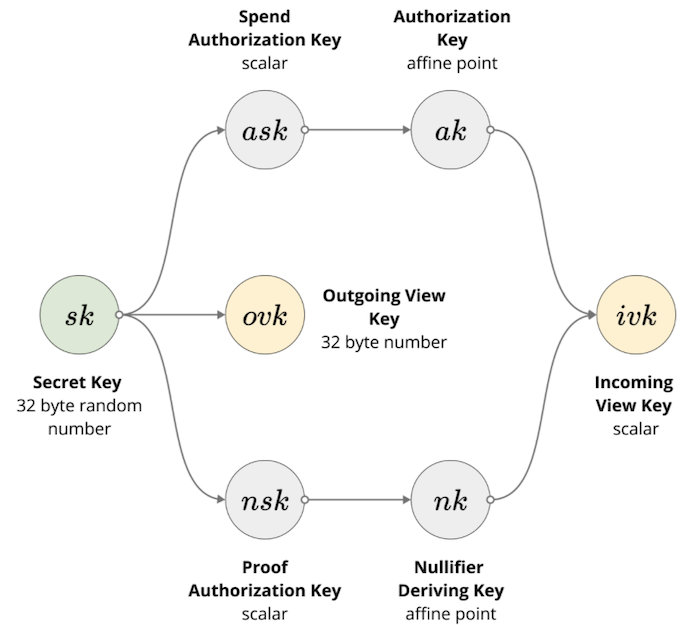 Spend
Authorization Key
scalar
Authorization
Key
affine point
ask
ak
sk
ovk
Outgoing View
Key
32 byte number
ivk
Secret Key
32 byte random
number
Incoming
View Key
scalar
nsk
nk
Proof
Authorization Key
scalar
Nullifier
Deriving Key
affine point